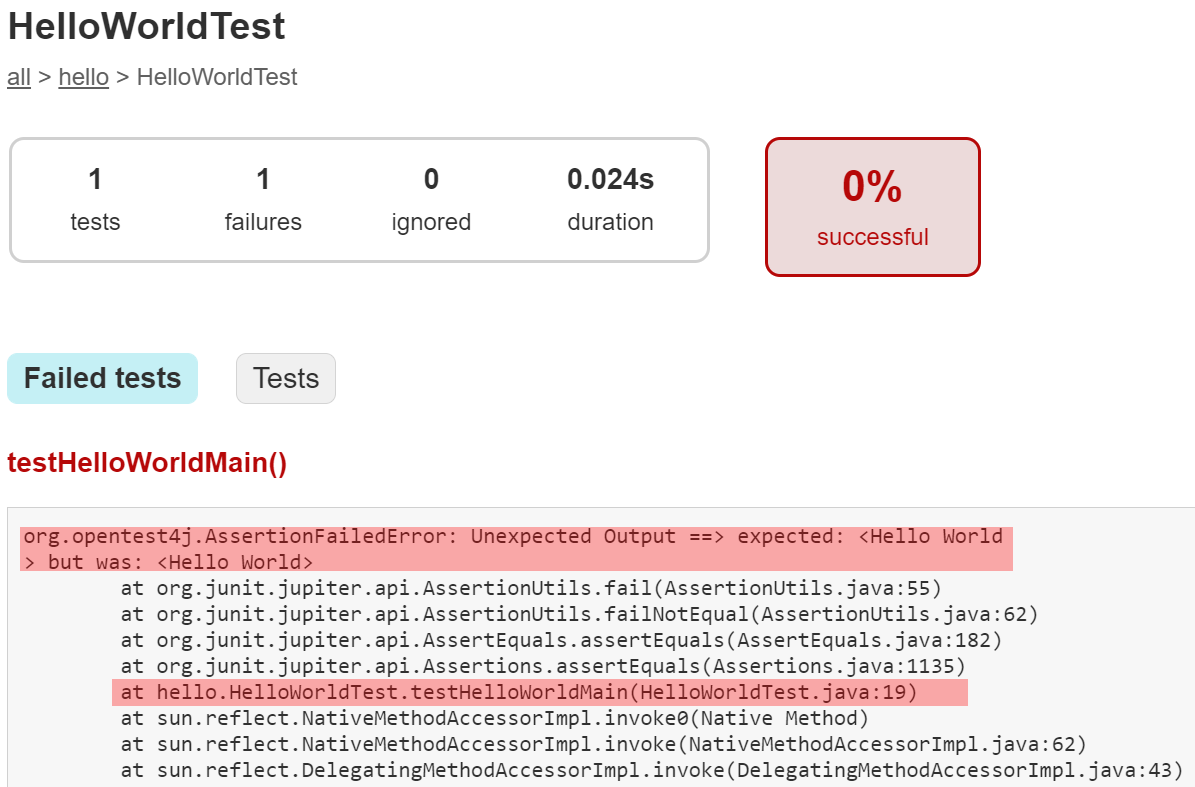 HelloWorldTest
all > hello > HelloWorldTest
1 1 0 0.024s
tests failures ignored duration
0%
successful
Failed tests Tests
testHelloWorldMain()
org.opentest4j.AssertionFailedError: Unexpected Output ==> expected: <Hello World
> but was: <Hello World>
at org.junit.jupiter.api.AssertionUtils.fail(AssertionUtils.java:55)
at org.junit.jupiter.api.AssertionUtils.failNotEqual(AssertionUtils.java:62)
at org.junit.jupiter.api.AssertEquals.assertEquals(AssertEquals.java:182)
at org.junit.jupiter.api.Assertions.assertEquals(Assertions.java:1135)
at hello.HelloWorldTest.testHelloWorldMain(HelloWorldTest.java:19)
at sun.reflect.NativeMethodAccessorImpl.invoke0(Native Method)
at sun.reflect.NativeMethodAccessorImpl.invoke(NativeMethodAccessorImpl.java:62)
at sun.reflect.DelegatingMethodAccessorImpl.invoke(DelegatingMethodAccessorImpl.java:43)